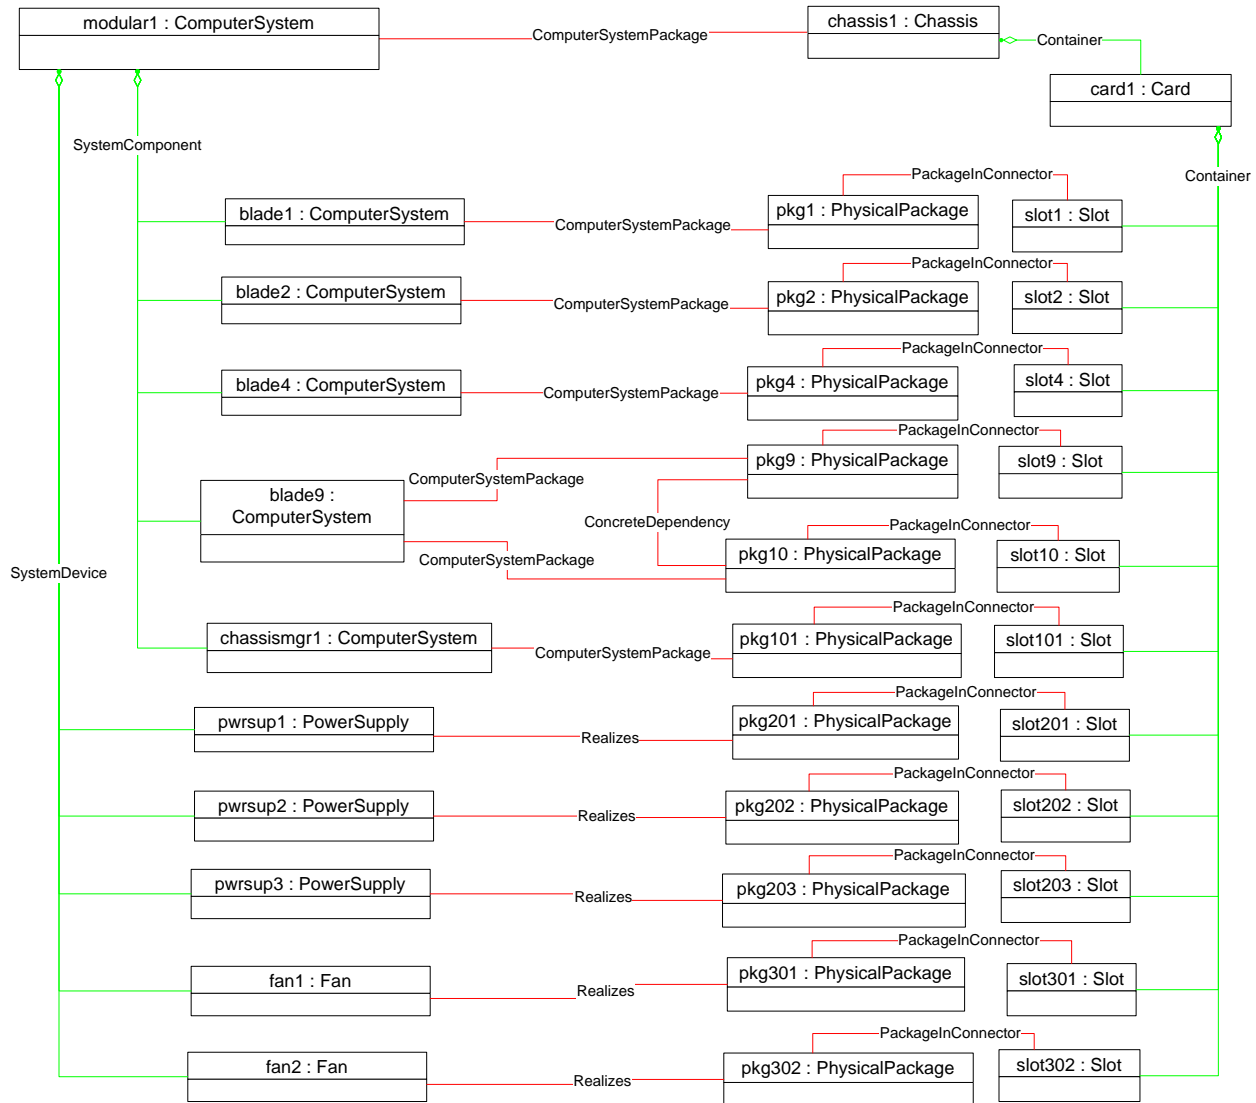 modular1 : ComputerSystem
ComputerSystemPackage
chassis1 : Chassis
Container
card1 : Card
SystemComponent
Container
PackageInConnector
blade1 : ComputerSystem
ComputerSystemPackage
pkg1 : PhysicalPackage
slot1 : Slot
PackageInConnector
blade2 : ComputerSystem
ComputerSystemPackage
pkg2 : PhysicalPackage
slot2 : Slot
PackageInConnector
blade4 : ComputerSystem
ComputerSystemPackage
pkg4 : PhysicalPackage
slot4 : Slot
PackageInConnector
blade9 :
ComputerSystem
ComputerSystemPackage
pkg9 : PhysicalPackage
slot9 : Slot
ConcreteDependency
PackageInConnector
ComputerSystemPackage
pkg10 : PhysicalPackage
slot10 : Slot
SystemDevice
PackageInConnector
chassismgr1 : ComputerSystem
ComputerSystemPackage
pkg101 : PhysicalPackage
slot101 : Slot
PackageInConnector
pwrsup1 : PowerSupply
Realizes
pkg201 : PhysicalPackage
slot201 : Slot
PackageInConnector
pwrsup2 : PowerSupply
Realizes
pkg202 : PhysicalPackage
slot202 : Slot
PackageInConnector
pwrsup3 : PowerSupply
Realizes
pkg203 : PhysicalPackage
slot203 : Slot
PackageInConnector
fan1 : Fan
Realizes
pkg301 : PhysicalPackage
slot301 : Slot
PackageInConnector
fan2 : Fan
Realizes
pkg302 : PhysicalPackage
slot302 : Slot